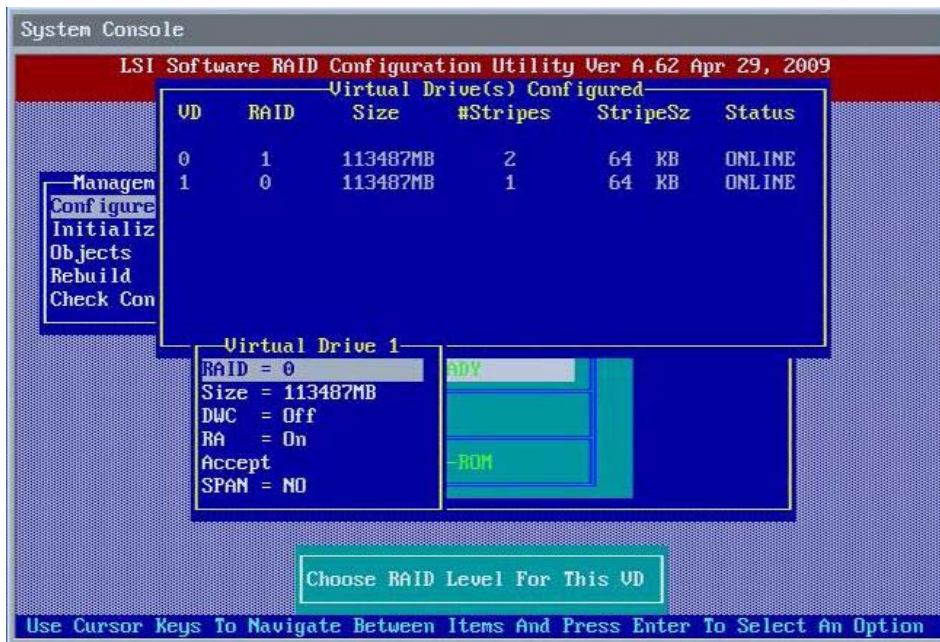 System Console
LSI Software RAID Configuration Utility Ver A.62 Apr 29, 2009
Virtual Drive(s) Configured
VD RAID Size #Stripes StripeSz Status
0 1 113487MB 2 64 KB ONLINE
1 0 113487MB 1 64 KB ONLINE
Managem
Configure
Initializ
Objects
Rebuild
Check Con
Virtual Drive 1
RAID = 0
Size = 113487MB
DWC = Off
RA = On
Accept
SPAN = NO
ADY
-ROM
Choose RAID Level For This VD
Use Cursor Keys To Navigate Between Items And Press Enter To Select An Option